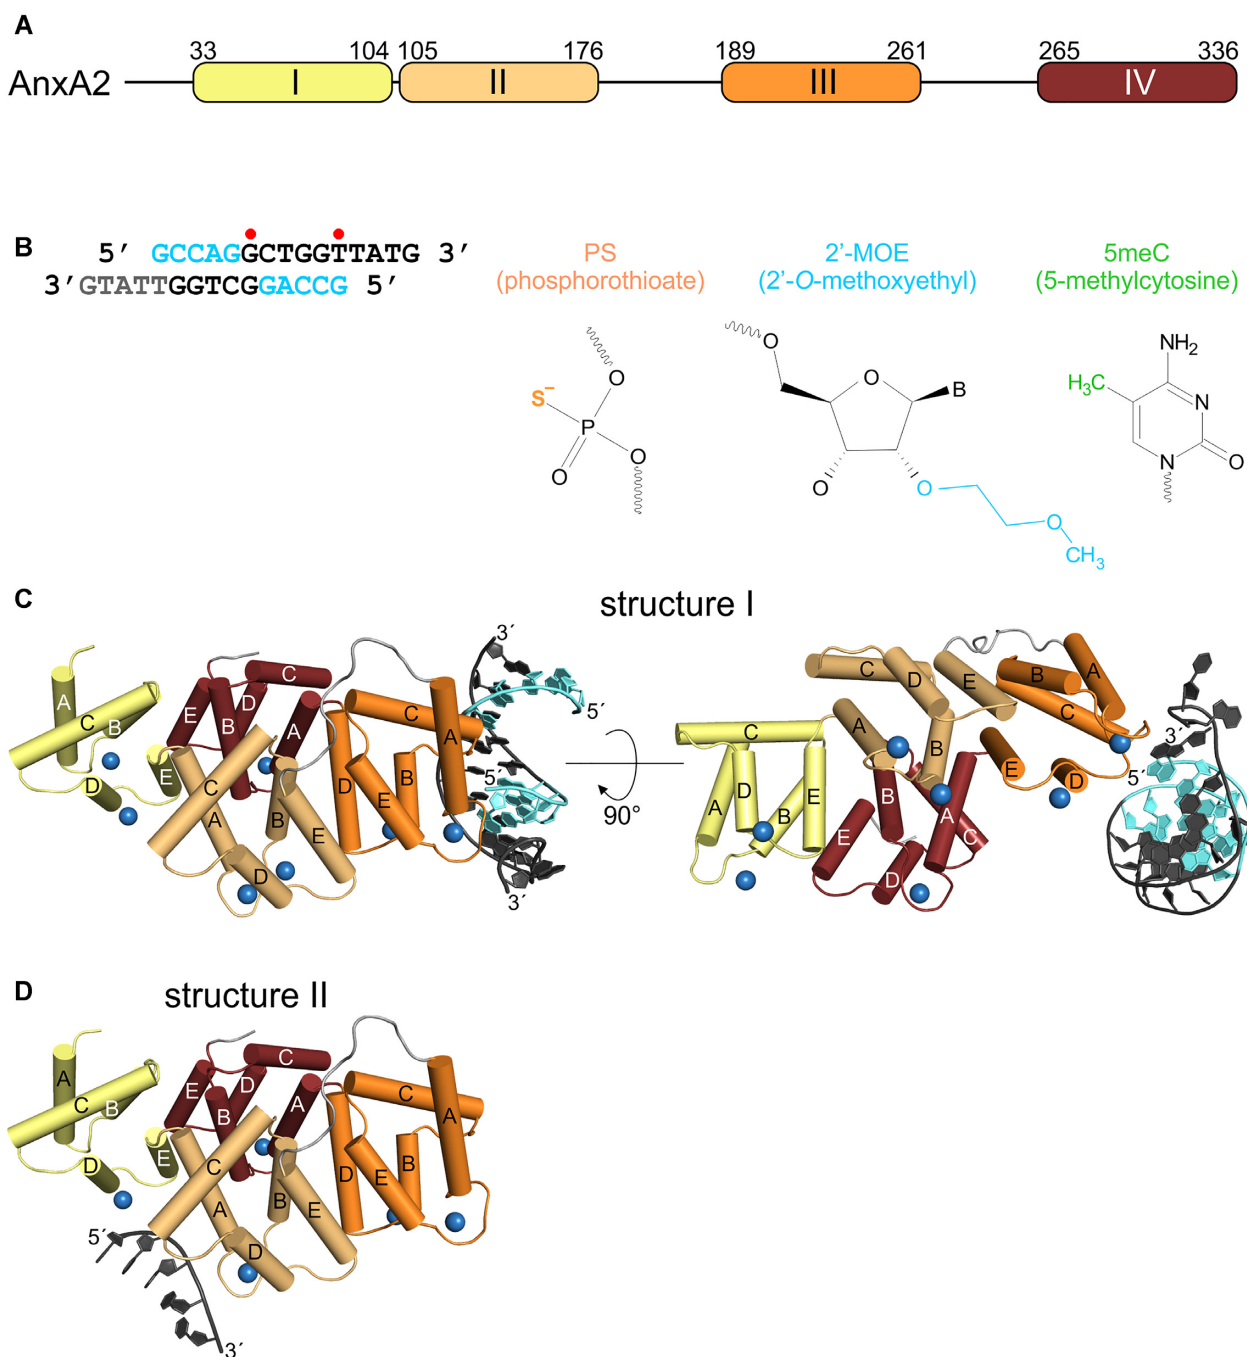 A
33 104 105 176 189 261 265 336
AnxA2 I II III IV
B
5′ GCCAGGCTGGTTATG 3′
3′GTATTGGTCGGACCG 5′
PS
(phosphorothioate)
2’-MOE
(2’-O-methoxyethyl)
5meC
(5-methylcytosine)
O
S−
P
O
O
O
O
B
O
O
O
CH3
NH2
H3C
N
N
O
C
structure I
A C B D E
E B D C A
C A D B E
D E B C A
3´
5´
5´
3´
90°
C D E B A
C A D B E
A B C
E D
E B D A C
3´
5´
D
structure II
A C B D E
E B D C A
C A D B E
D E B C A
5´
3´